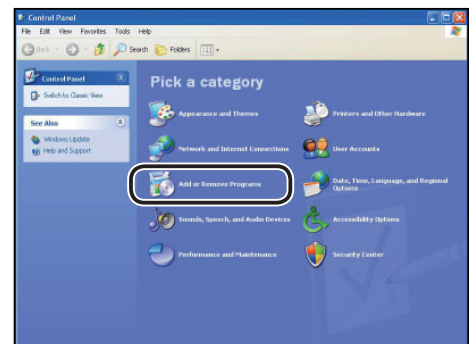 Control Panel
File Edit View Favorites Tools Help
Back Search Folders
Control Panel
Switch to Classic View
See Also
Windows Update
Help and Support
Pick a category
Appearance and Themes
Printers and Other Hardware
Network and Internet Connections
User Accounts
Add or Remove Programs
Date, Time, Language, and Regional
Options
Sounds, Speech, and Audio Devices
Accessibility Options
Performance and Maintenance
Security Center